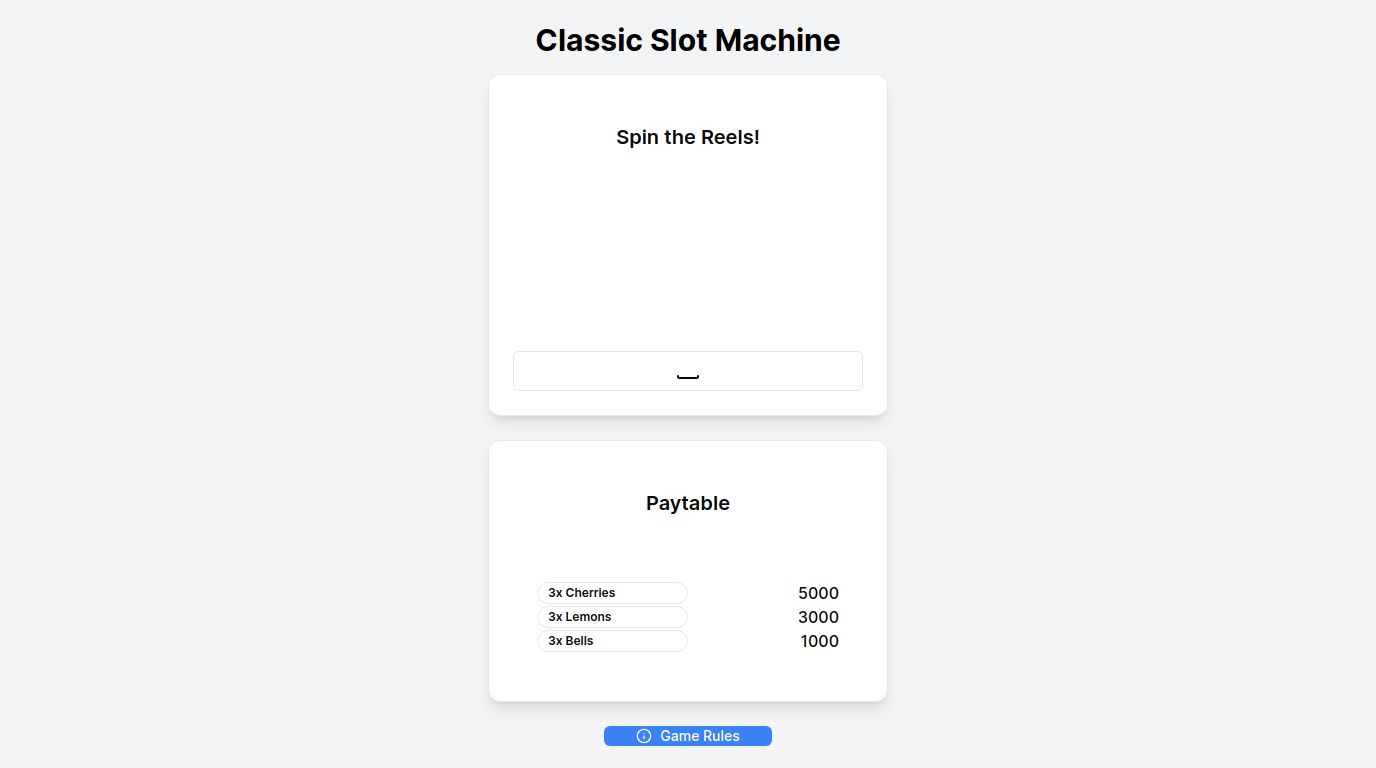 Classic Slot Machine
Spin the Reels!
Paytable
3x Cherries 5000
3x Lemons 3000
3x Bells 1000
Game Rules